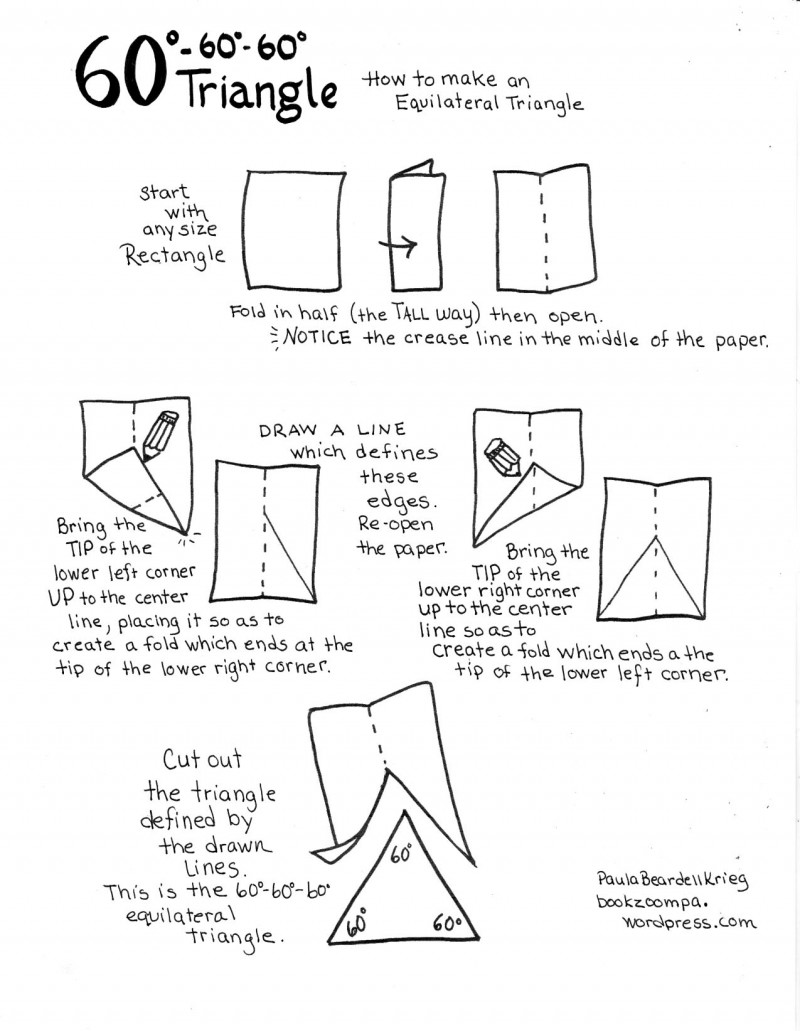 60°-60°-60°
Triangle
How to make an
Equilateral Triangle
Start
with
any size
Rectangle
Fold in half (the TALL way) then open.
NOTICE the crease line in the middle of the paper.
DRAW A LINE
which defines
these
edges.
Re-open
the paper.
Bring the
TIP of the
lower left corner
UP to the center
line, placing it so as to
create a fold which ends at the
tip of the lower right corner.
Bring the
TIP of the
lower right corner
up to the center
line so as to
create a fold which ends a the
tip of the lower left corner.
Cut out
the triangle
defined by
the drawn
Lines.
This is the 60°-60°-60°
equilateral
triangle.
60°
60°
60°
Paula Beardell Krieg
bookzoompa.
wordpress.com